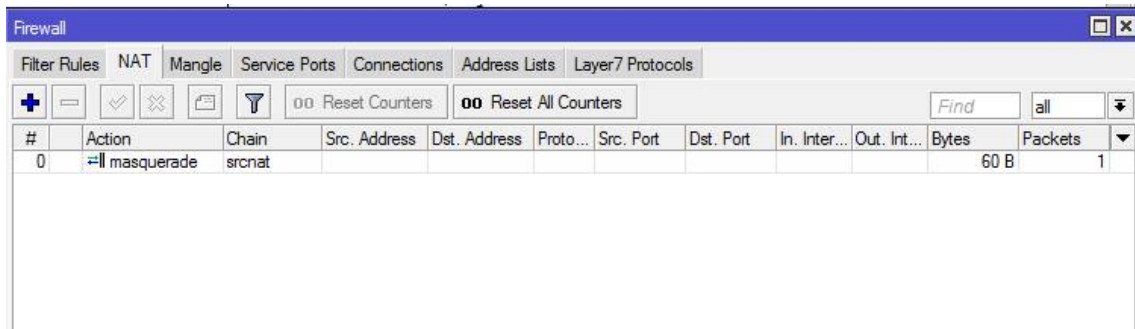 Firewall
Filter Rules NAT Mangle Service Ports Connections Address Lists Layer7 Protocols
00 Reset Counters 00 Reset All Counters Find all
# Action Chain Src. Address Dst. Address Proto... Src. Port Dst. Port In. Inter... Out. Int... Bytes Packets
0 masquerade srcnat 60 B 1